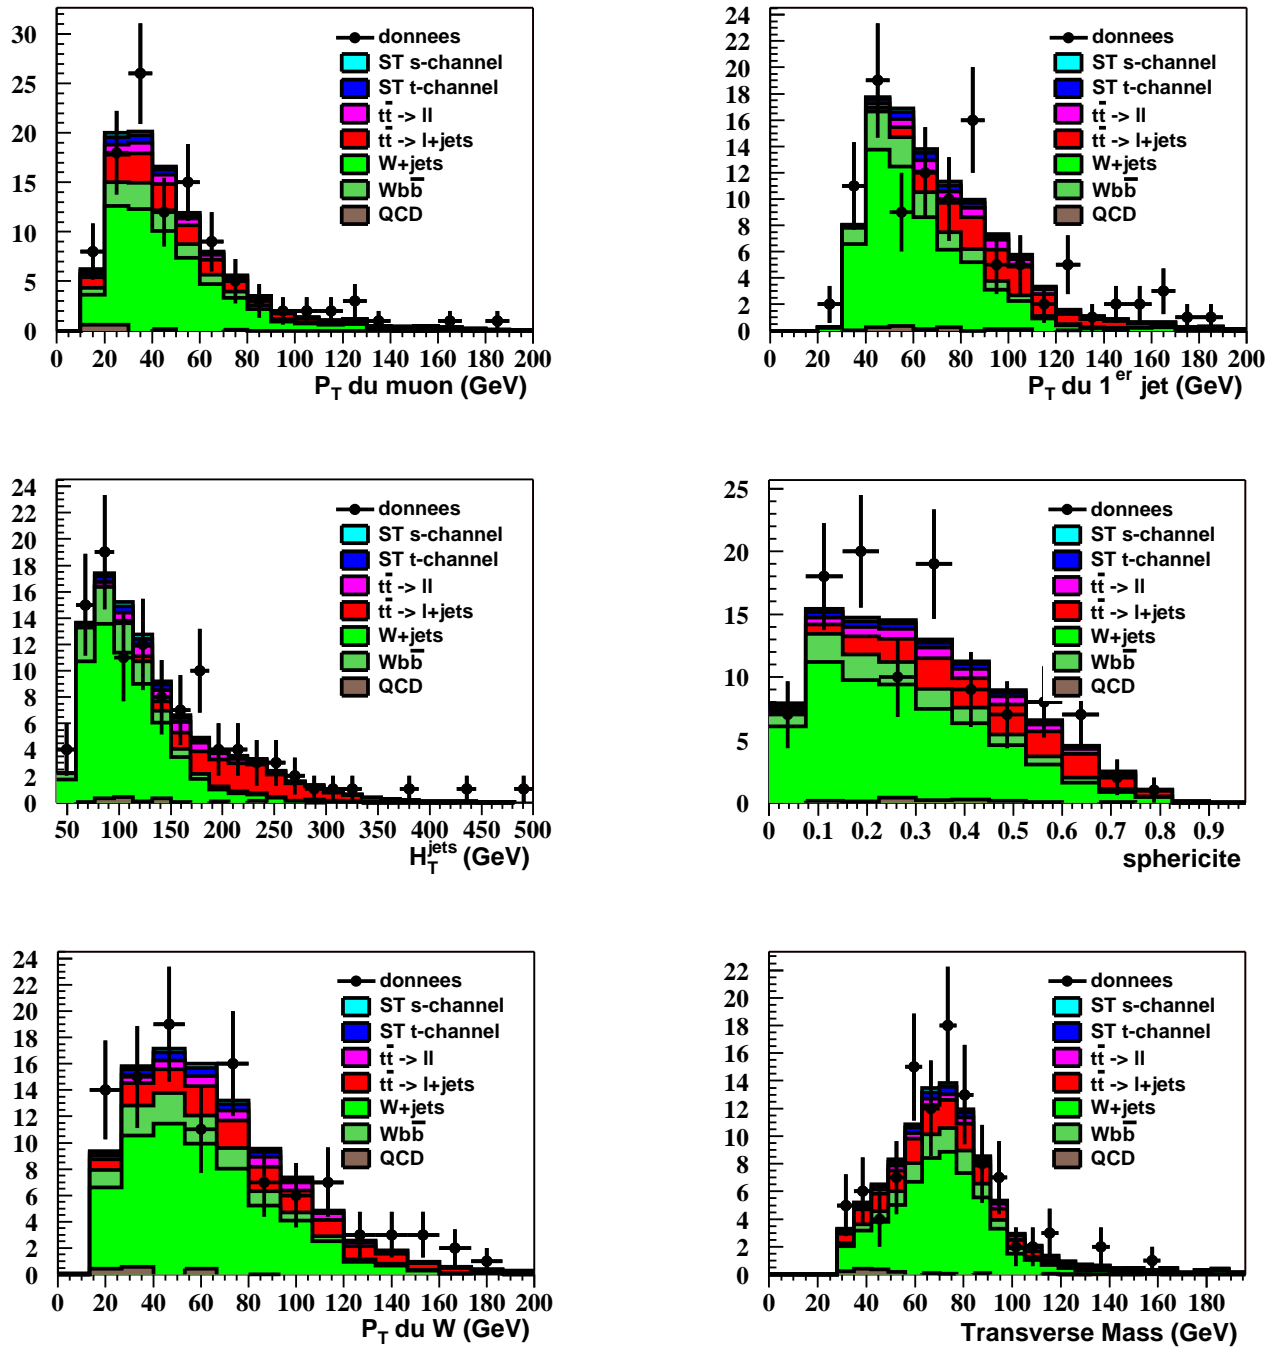 30
25
20
15
10
5
0
donnees
ST s-channel
ST t-channel
tt̄ -> ll
tt̄ -> l+jets
W+jets
Wbb̄
QCD
0 20 40 60 80 100 120 140 160 180 200
P_T du muon (GeV)
24
22
20
18
16
14
12
10
8
6
4
2
0
donnees
ST s-channel
ST t-channel
tt̄ -> ll
tt̄ -> l+jets
W+jets
Wbb̄
QCD
0 20 40 60 80 100 120 140 160 180 200
P_T du 1^er jet (GeV)
24
22
20
18
16
14
12
10
8
6
4
2
0
donnees
ST s-channel
ST t-channel
tt̄ -> ll
tt̄ -> l+jets
W+jets
Wbb̄
QCD
50 100 150 200 250 300 350 400 450 500
H_T^jets (GeV)
25
20
15
10
5
0
donnees
ST s-channel
ST t-channel
tt̄ -> ll
tt̄ -> l+jets
W+jets
Wbb̄
QCD
0 0.1 0.2 0.3 0.4 0.5 0.6 0.7 0.8 0.9
sphericite
24
22
20
18
16
14
12
10
8
6
4
2
0
donnees
ST s-channel
ST t-channel
tt̄ -> ll
tt̄ -> l+jets
W+jets
Wbb̄
QCD
0 20 40 60 80 100 120 140 160 180 200
P_T du W (GeV)
22
20
18
16
14
12
10
8
6
4
2
0
donnees
ST s-channel
ST t-channel
tt̄ -> ll
tt̄ -> l+jets
W+jets
Wbb̄
QCD
0 20 40 60 80 100 120 140 160 180
Transverse Mass (GeV)